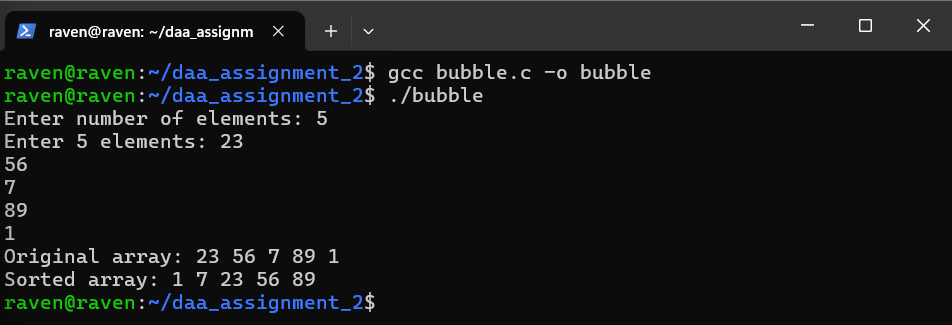 raven@raven: ~/daa_assignm
raven@raven:~/daa_assignment_2$ gcc bubble.c -o bubble
raven@raven:~/daa_assignment_2$ ./bubble
Enter number of elements: 5
Enter 5 elements: 23
56
7
89
1
Original array: 23 56 7 89 1
Sorted array: 1 7 23 56 89
raven@raven:~/daa_assignment_2$